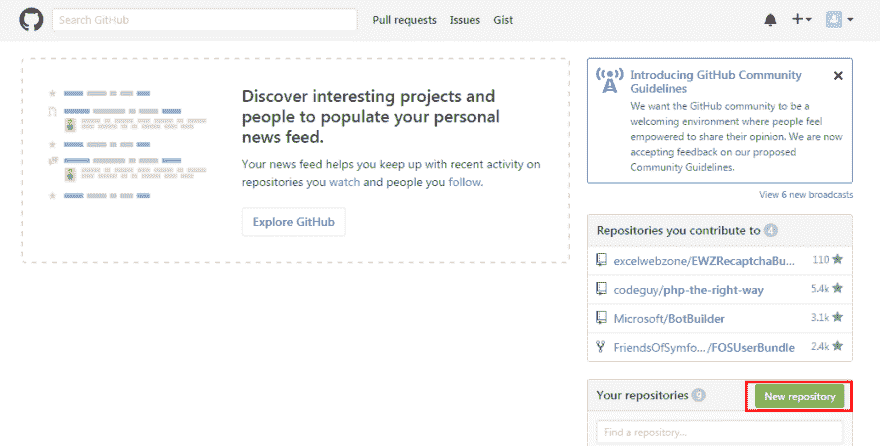 Search GitHub
Pull requests
Issues
Gist
Discover interesting projects and
people to populate your personal
news feed.
Your news feed helps you keep up with recent activity on
repositories you watch and people you follow.
Explore GitHub
Introducing GitHub Community
Guidelines
We want the GitHub community to be a
welcoming environment where people feel
empowered to share their opinion. We are now
accepting feedback on our proposed
Community Guidelines.
View 6 new broadcasts
Repositories you contribute to 4
excelwebzone/EWZRecaptchaBu... 110
codeguy/php-the-right-way 5.4k
Microsoft/BotBuilder 3.1k
FriendsOfSymfo.../FOSUserBundle 2.4k
Your repositories 9
New repository
Find a repository...